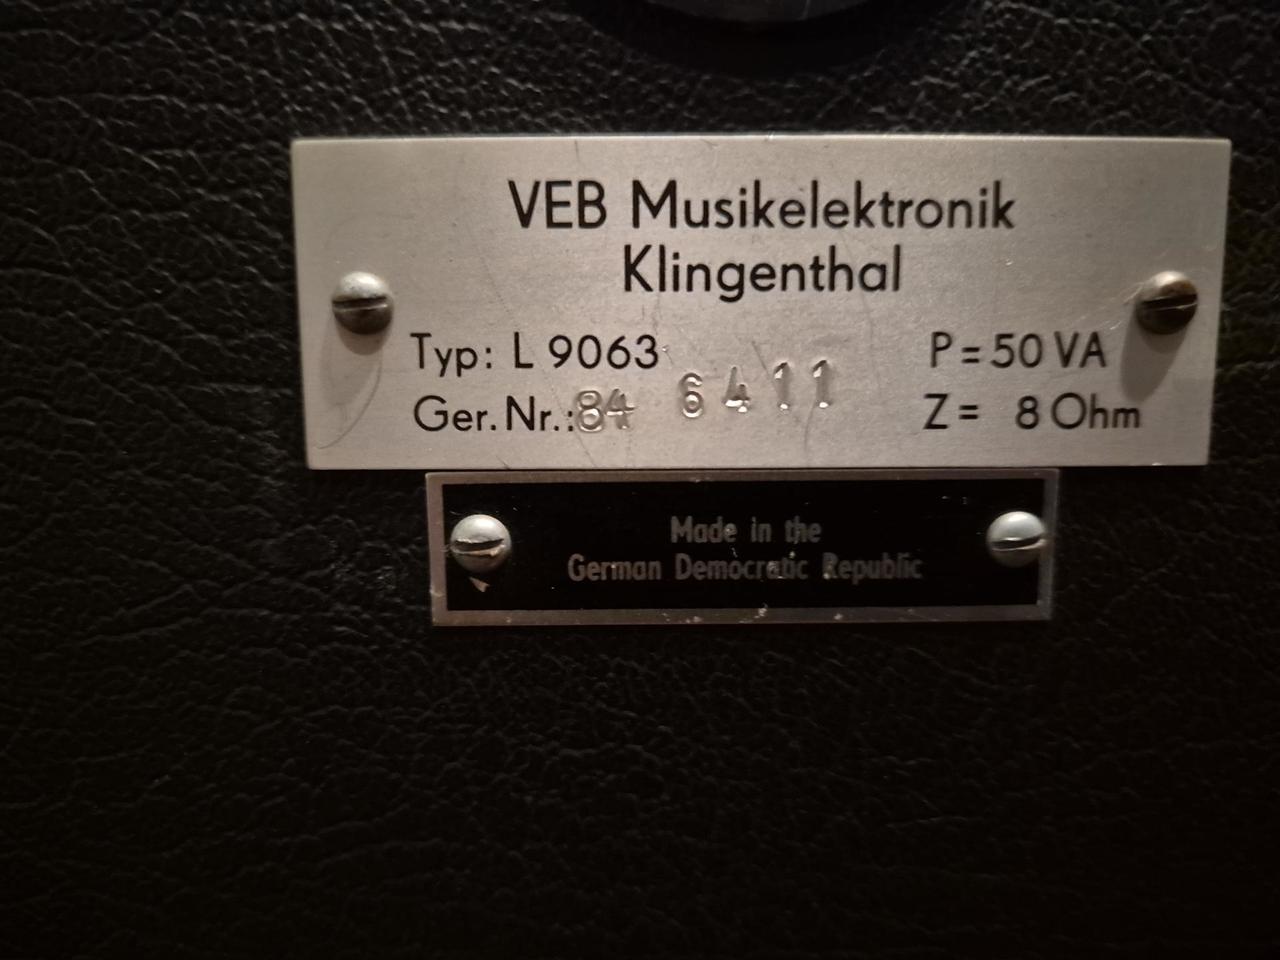 VEB Musikelektronik
Klingenthal
Typ: L 9063 P = 50 VA
Ger. Nr.: 84 6411 Z = 8 Ohm
Made in the
German Democratic Republic